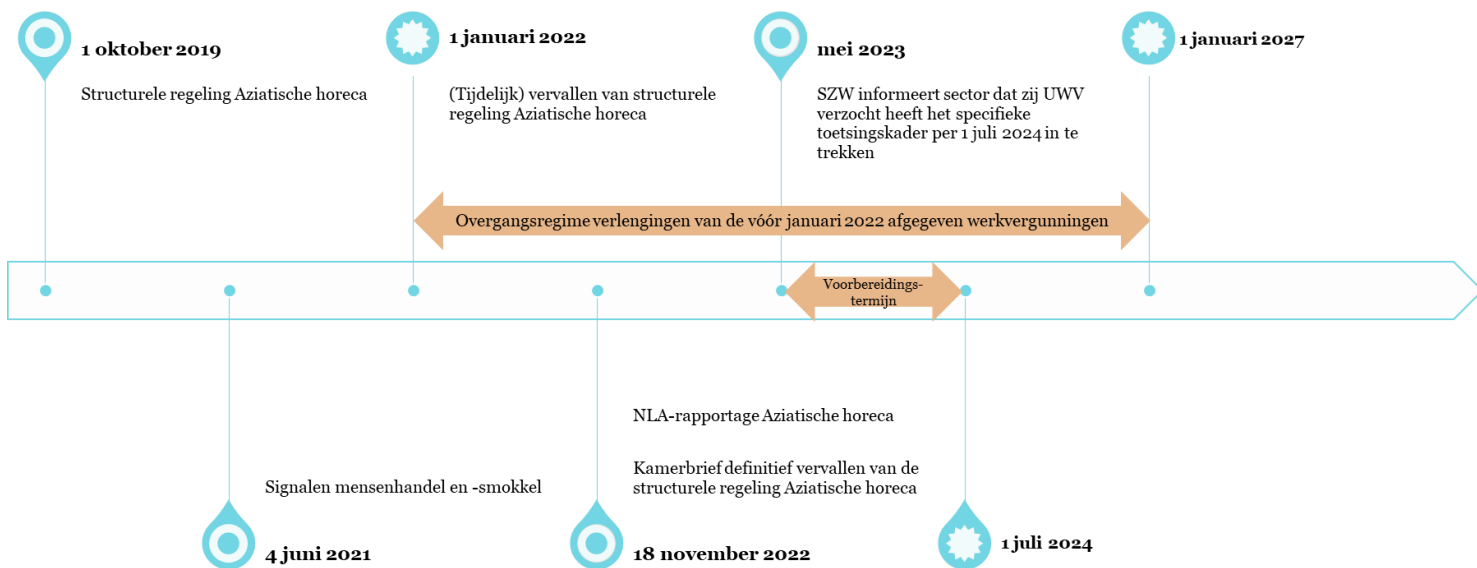 1 oktober 2019
Structurele regeling Aziatische horeca
1 januari 2022
(Tijdelijk) vervallen van structurele
regeling Aziatische horeca
mei 2023
SZW informeert sector dat zij UWV
verzocht heeft het specifieke
toetsingskader per 1 juli 2024 in te
trekken
1 januari 2027
Overgangsregime verlengingen van de vóór januari 2022 afgegeven werkvergunningen
Voorbereidings-
termijn
Signalen mensenhandel en -smokkel
4 juni 2021
NLA-rapportage Aziatische horeca
Kamerbrief definitief vervallen van de
structurele regeling Aziatische horeca
18 november 2022
1 juli 2024